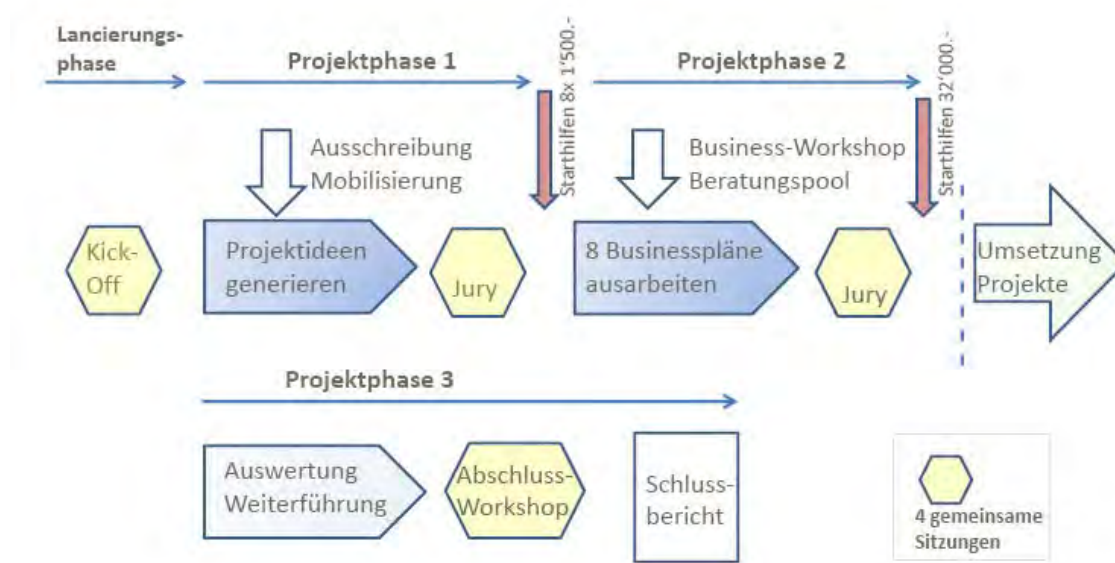 Lancierungs-
phase
Projektphase 1
Starthilfen 8x 1'500.-
Projektphase 2
Starthilfen 32‘000.-
Ausschreibung
Mobilisierung
Business-Workshop
Beratungspool
Kick-
Off
Projektideen
generieren
Jury
8 Businesspläne
ausarbeiten
Jury
Umsetzung
Projekte
Projektphase 3
Auswertung
Weiterführung
Abschluss-
Workshop
Schluss-
bericht
4 gemeinsame
Sitzungen